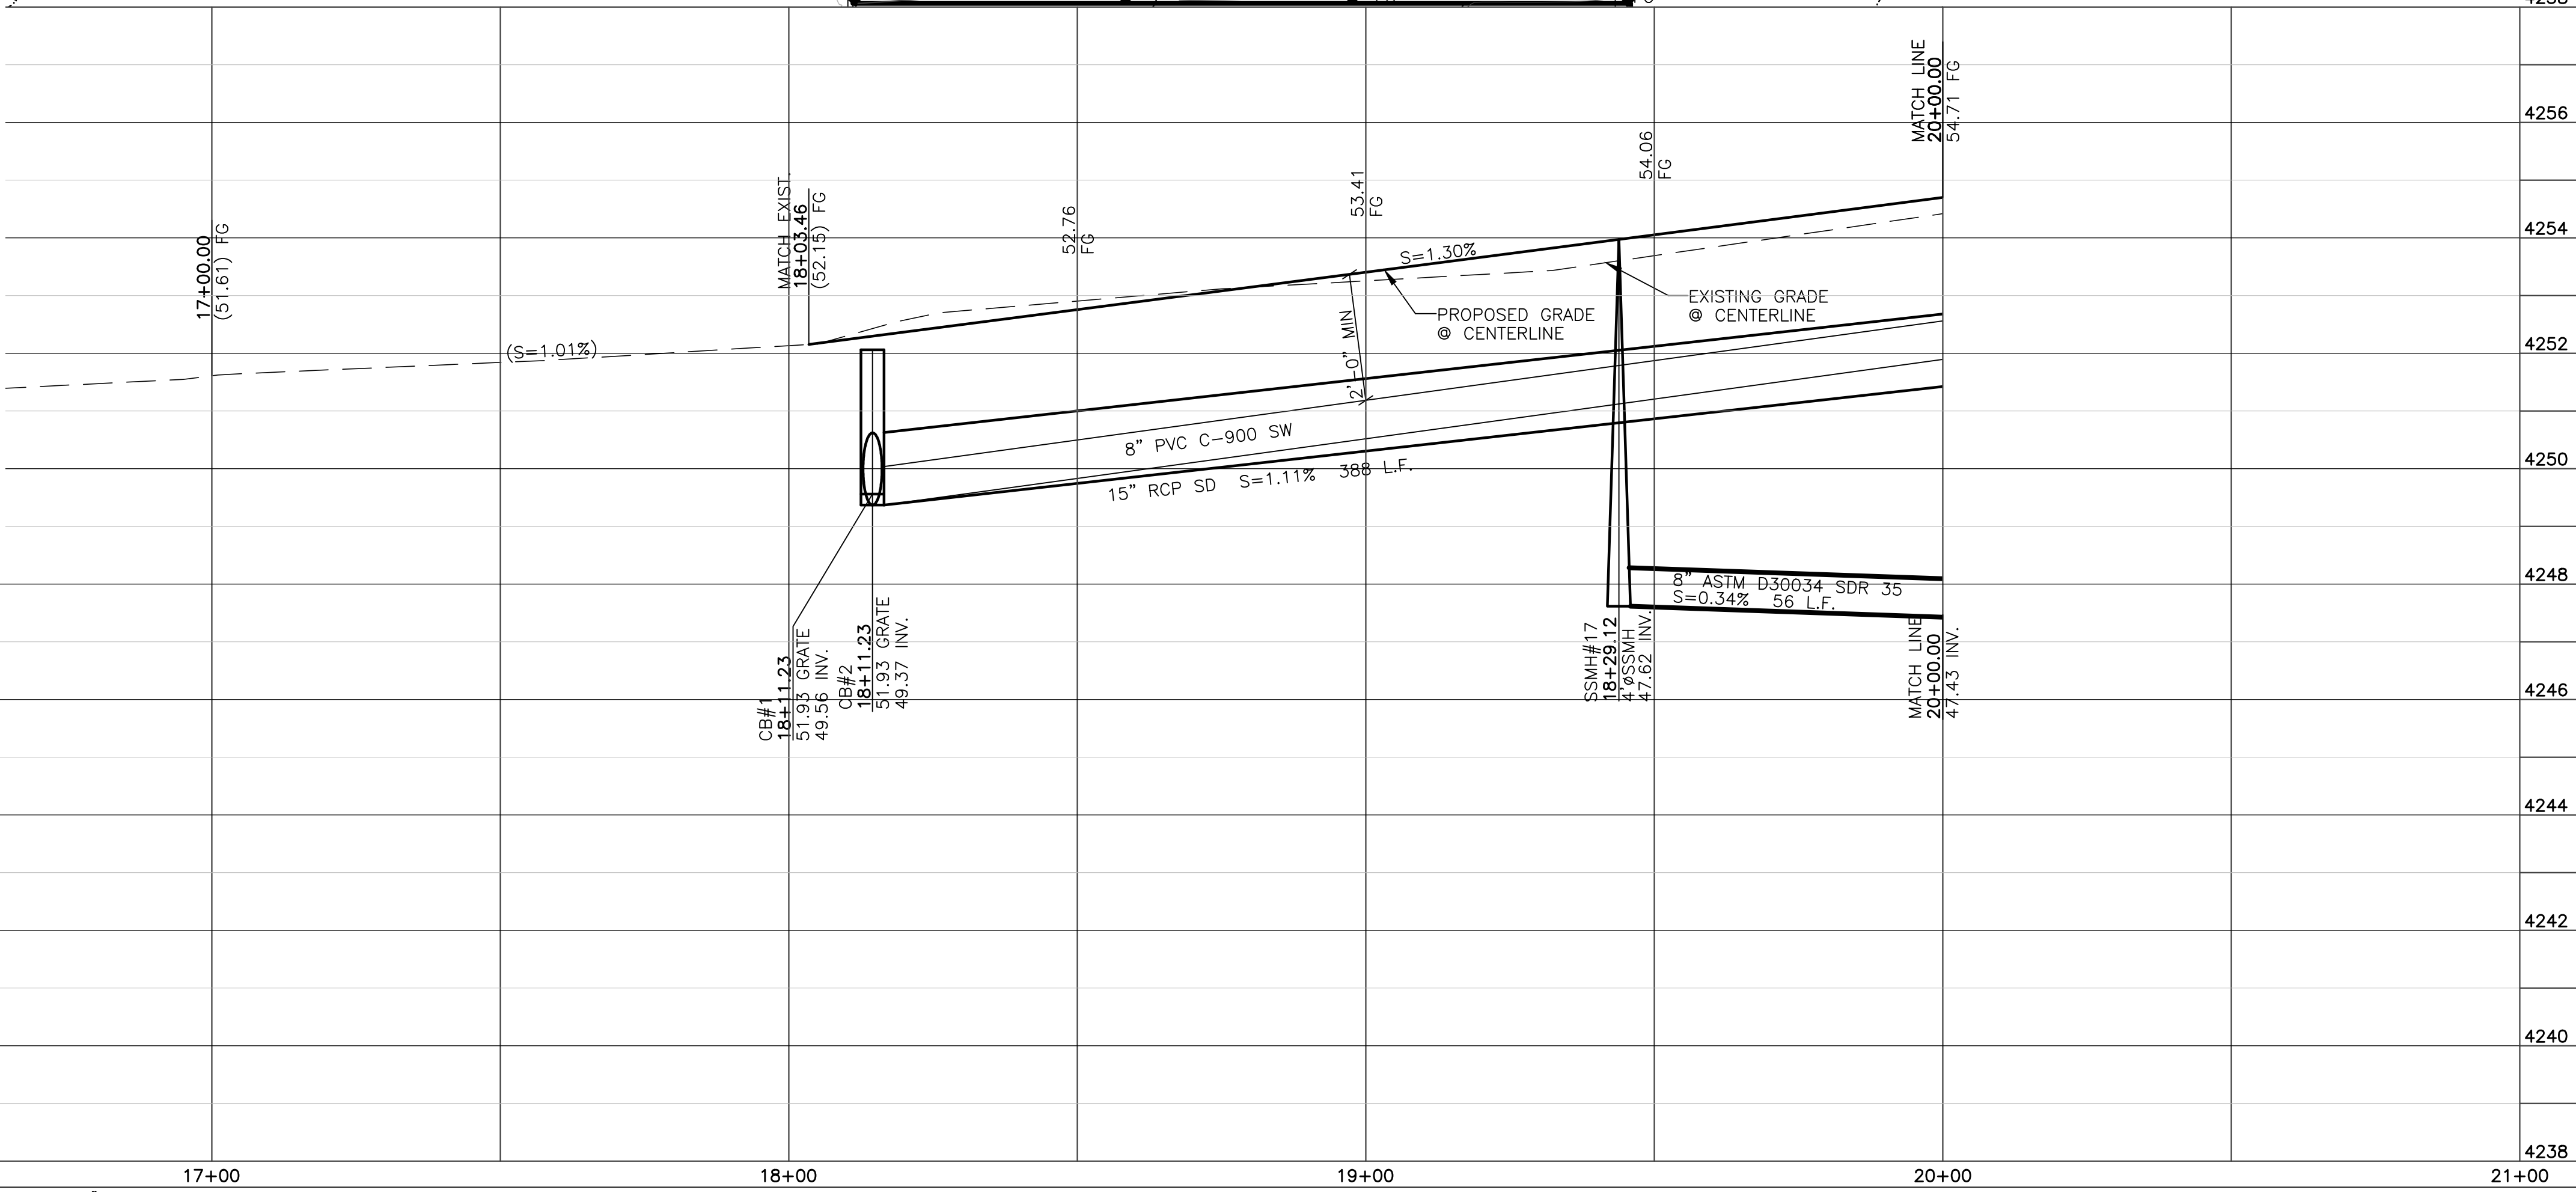 MATCH LINE
20+00.00
54.71 FG
4256
54.06
FG
MATCH EXIST.
18+03.46
(52.15) FG
53.41
FG
52.76
FG
17+00.00
(51.61) FG
4254
S=1.30%
EXISTING GRADE
@ CENTERLINE
PROPOSED GRADE
@ CENTERLINE
2'-0" MIN
(S=1.01%)
4252
8" PVC C-900 SW
15" RCP SD S=1.11% 388 L.F.
4250
8" ASTM D30034 SDR 35
S=0.34% 56 L.F.
4248
CB#1
18+11.23
51.93 GRATE
49.56 INV.
CB#2
18+11.23
51.93 GRATE
49.37 INV.
SSMH#17
18+29.12
4'øSSMH
47.62 INV.
MATCH LINE
20+00.00
47.43 INV.
4246
4244
4242
4240
4238
17+00
18+00
19+00
20+00
21+00